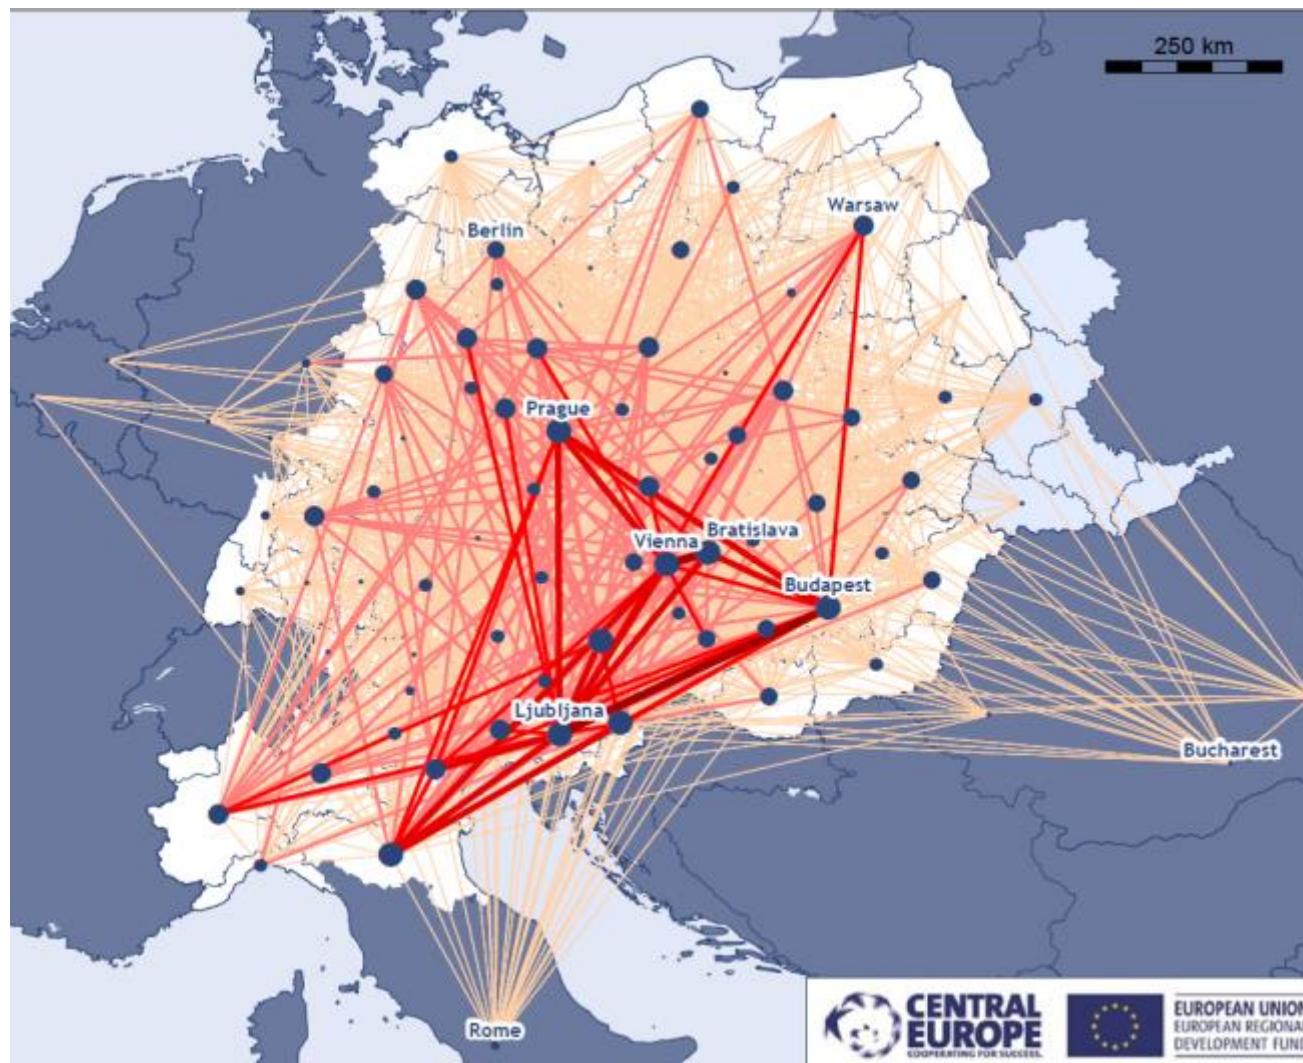 250 km
Warsaw
Berlin
Prague
Bratislava
Vienna
Budapest
Ljubljana
Bucharest
Rome
CENTRAL
EUROPE
COOPERATING FOR SUCCESS.
EUROPEAN UNION
EUROPEAN REGIONAL
DEVELOPMENT FUND